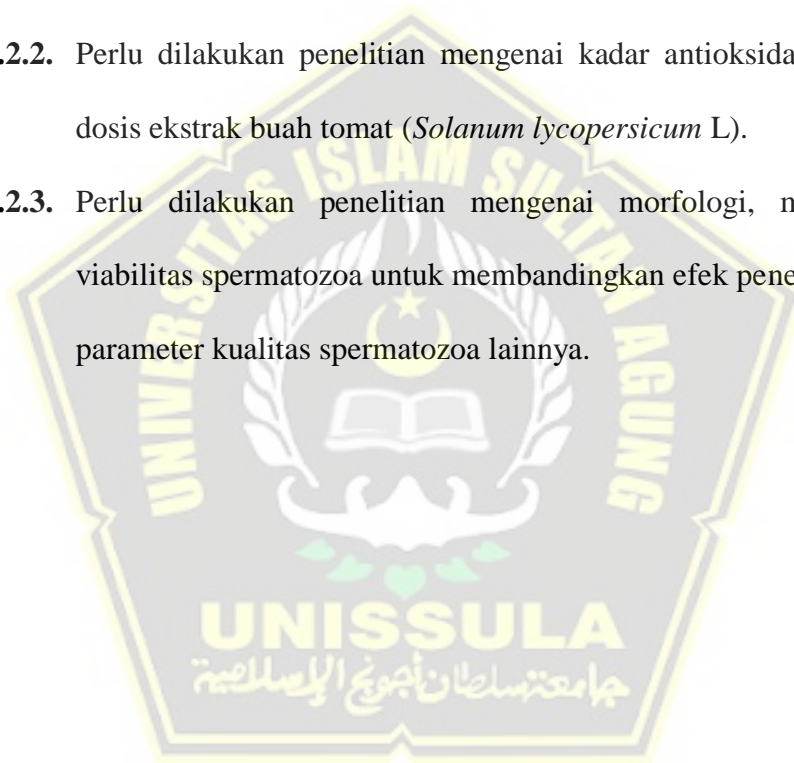 .2.2. Perlu dilakukan penelitian mengenai kadar antioksida
dosis ekstrak buah tomat (Solanum lycopersicum L).
.2.3. Perlu dilakukan penelitian mengenai morfologi, m
viabilitas spermatozoa untuk membandingkan efek pene
parameter kualitas spermatozoa lainnya.
UNIVERSITAS ISLAM SULTAN AGUNG
UNISSULA
جامعة سلطان أجونج الإسلامية